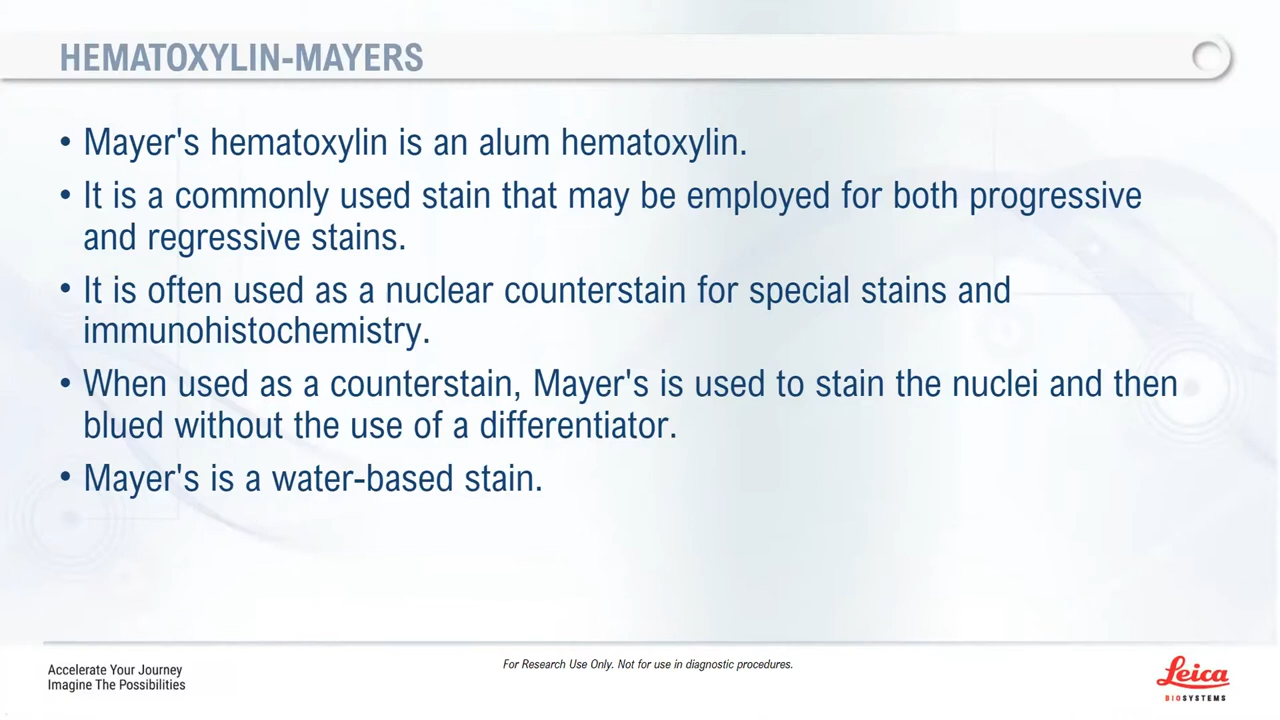 HEMATOXYLIN-MAYERS
• Mayer's hematoxylin is an alum hematoxylin.
• It is a commonly used stain that may be employed for both progressive
and regressive stains.
• It is often used as a nuclear counterstain for special stains and
immunohistochemistry.
• When used as a counterstain, Mayer's is used to stain the nuclei and then
blued without the use of a differentiator.
• Mayer's is a water-based stain.
Accelerate Your Journey
Imagine The Possibilities
For Research Use Only. Not for use in diagnostic procedures.
Leica
BIOSYSTEMS